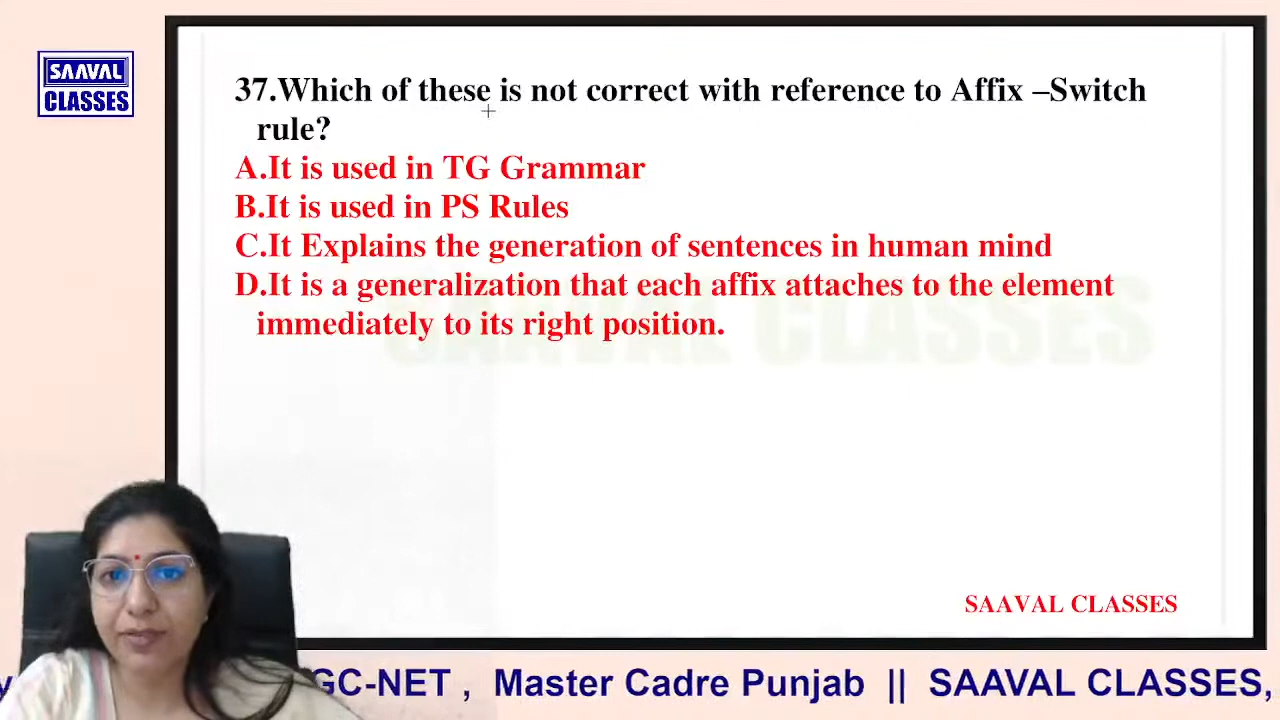 SAAVAL
CLASSES
37.Which of these is not correct with reference to Affix –Switch
rule?
A.It is used in TG Grammar
B.It is used in PS Rules
C.It Explains the generation of sentences in human mind
D.It is a generalization that each affix attaches to the element
immediately to its right position.
SAAVAL CLASSES
SAAVAL CLASSES
GC-NET , Master Cadre Punjab || SAAVAL CLASSES,